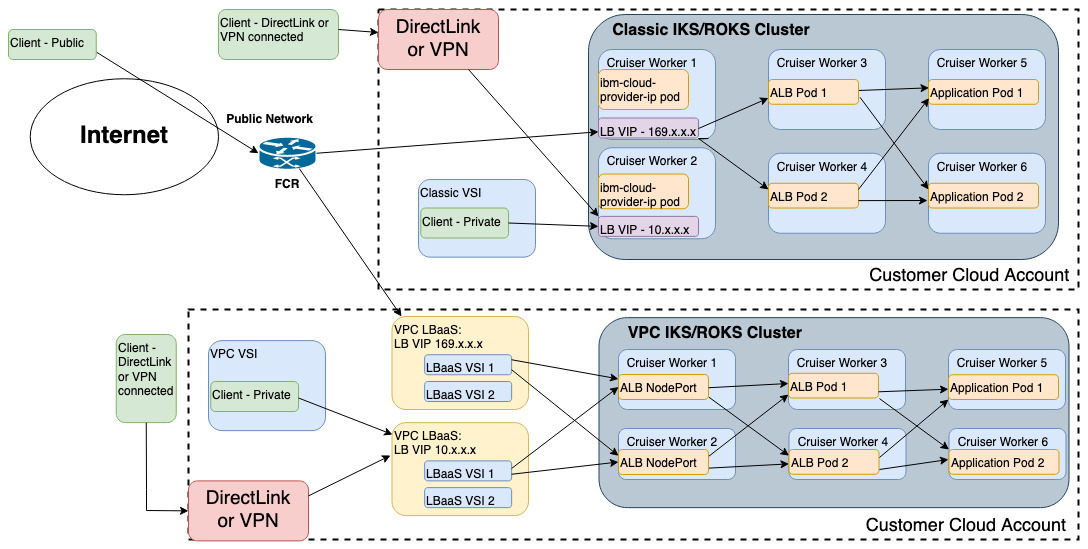 Client - Public
Client - DirectLink or
VPN connected
DirectLink
or VPN
Internet
Public Network
FCR
Classic VSI
Client - Private
Classic IKS/ROKS Cluster
Cruiser Worker 1
ibm-cloud-
provider-ip pod
LB VIP - 169.x.x.x
Cruiser Worker 2
ibm-cloud-
provider-ip pod
LB VIP - 10.x.x.x
Cruiser Worker 3
ALB Pod 1
Cruiser Worker 4
ALB Pod 2
Cruiser Worker 5
Application Pod 1
Cruiser Worker 6
Application Pod 2
Customer Cloud Account
Client -
DirectLink
or VPN
connected
VPC VSI
Client - Private
DirectLink
or VPN
VPC LBaaS:
LB VIP 169.x.x.x
LBaaS VSI 1
LBaaS VSI 2
VPC LBaaS:
LB VIP 10.x.x.x
LBaaS VSI 1
LBaaS VSI 2
VPC IKS/ROKS Cluster
Cruiser Worker 1
ALB NodePort
Cruiser Worker 2
ALB NodePort
Cruiser Worker 3
ALB Pod 1
Cruiser Worker 4
ALB Pod 2
Cruiser Worker 5
Application Pod 1
Cruiser Worker 6
Application Pod 2
Customer Cloud Account